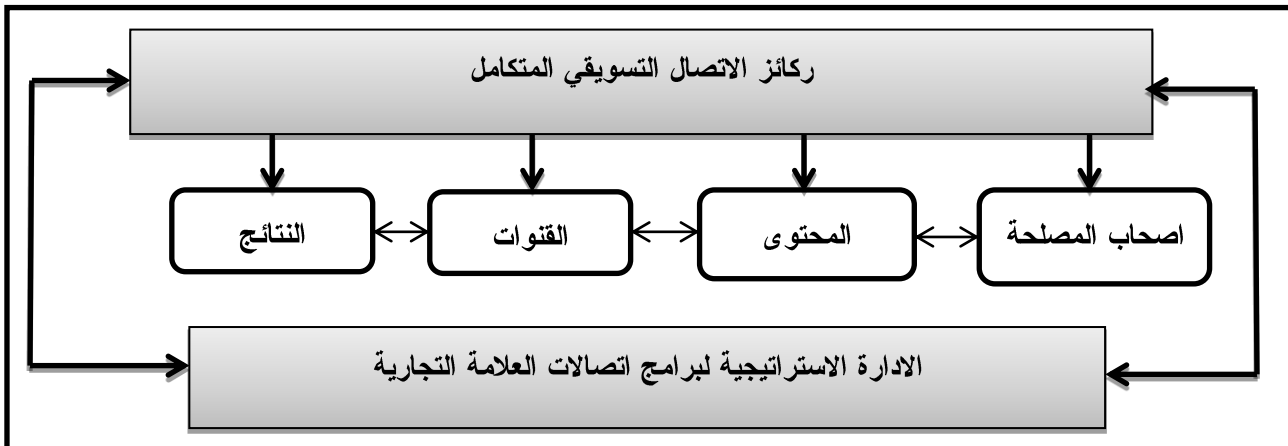 ركائز الاتصال التسويقي المتكامل
اصحاب المصلحة
المحتوى
القنوات
النتائج
الادارة الاستراتيجية لبرامج اتصالات العلامة التجارية